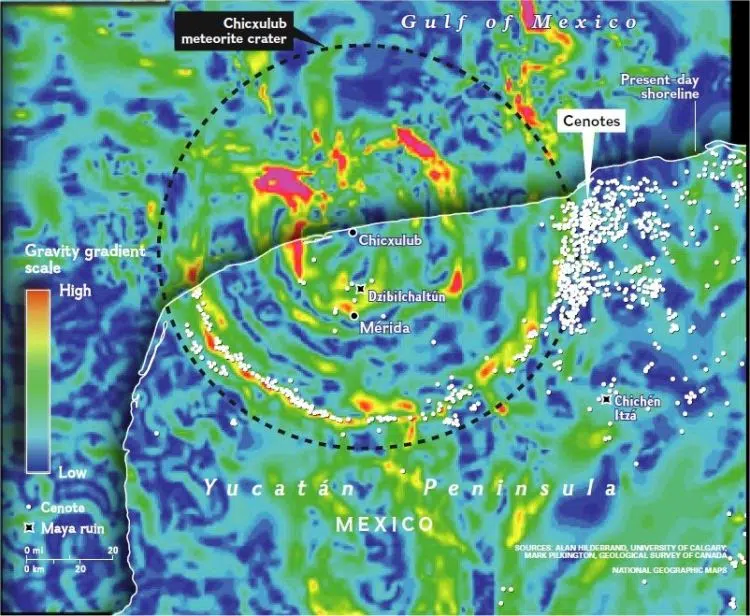 Gulf of Mexico
Chicxulub
meteorite crater
Present-day
shoreline
Cenotes
Chicxulub
Gravity gradient
scale
High
Dzibilchaltún
Mérida
Chichén
Itzá
Low
Yucatán Peninsula
Cenote
MEXICO
Maya ruin
0 mi 20
0 km 20
SOURCES: ALAN HILDEBRAND, UNIVERSITY OF CALGARY;
MARK PILKINGTON, GEOLOGICAL SURVEY OF CANADA
NATIONAL GEOGRAPHIC MAPS